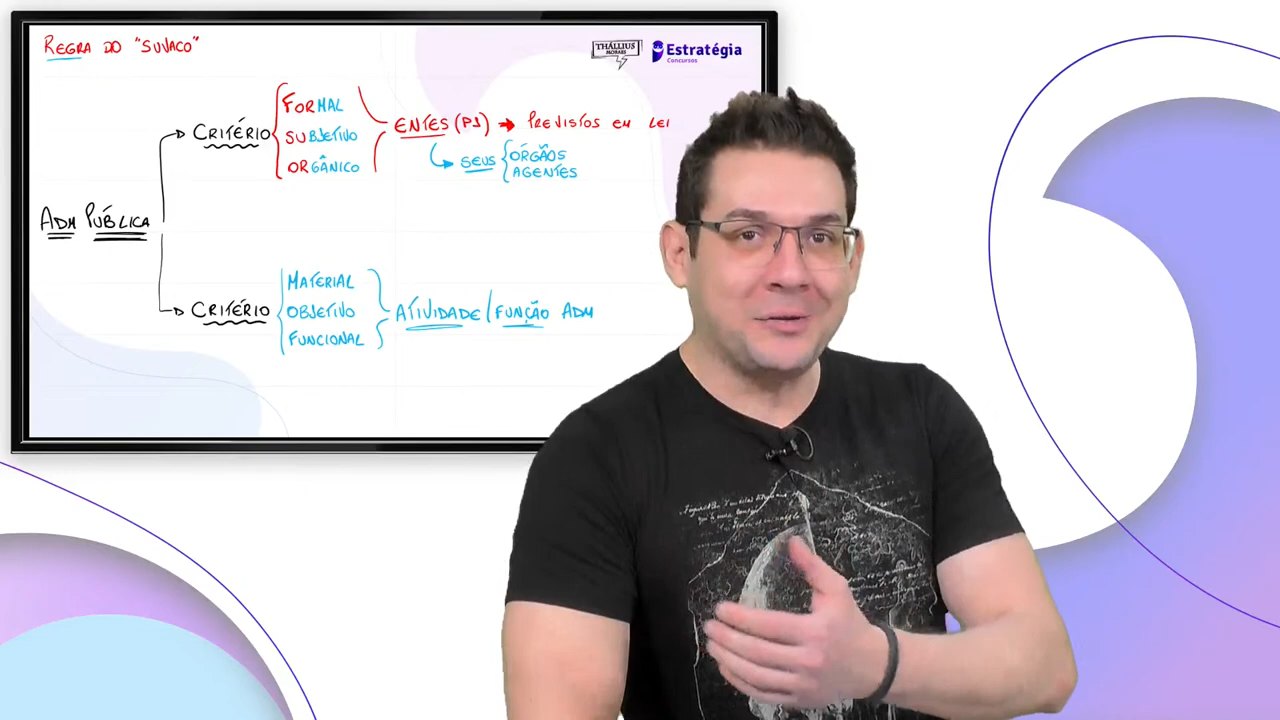 REGRA DO "SUVACO"
THÁLLIUS
MORAES
Estratégia
Concursos
ADM PÚBLICA
CRITÉRIO
FORMAL
SUBJETIVO
ORGÂNICO
ENTES (PJ) → PREVISTOS EM LEI
SEUS
ÓRGÃOS
AGENTES
CRITÉRIO
MATERIAL
OBJETIVO
FUNCIONAL
ATIVIDADE / FUNÇÃO ADM